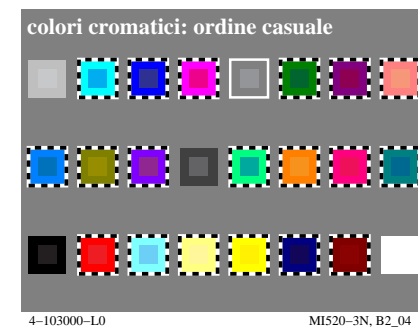 colori cromatici: ordine casuale
4–103000–L0 MI520–3N, B2_04